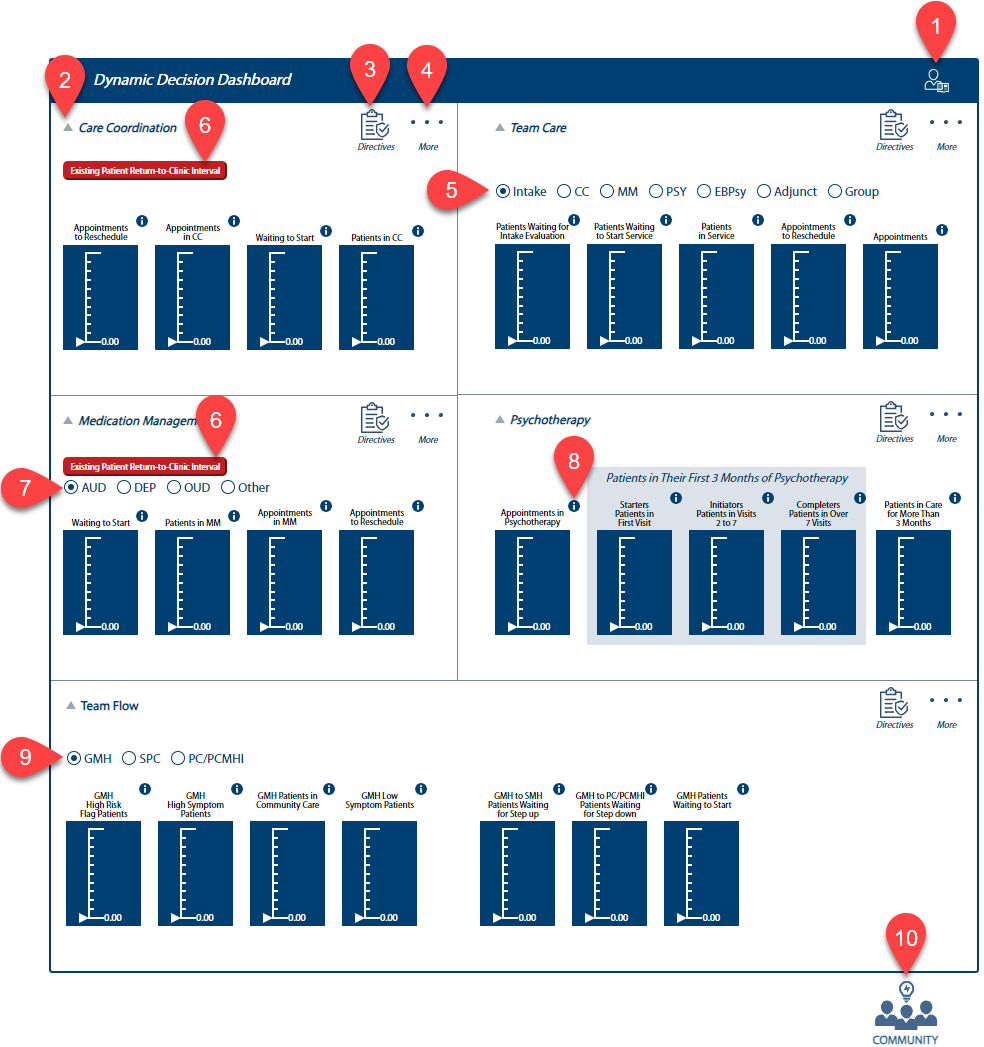 1
Dynamic Decision Dashboard
2
3
4
Care Coordination
6
Directives
More
Existing Patient Return-to-Clinic Interval
Appointments
to Reschedule
Appointments
in CC
Waiting to Start
Patients in CC
0.00
0.00
0.00
0.00
Team Care
Directives
More
5
Intake
CC
MM
PSY
EBPsy
Adjunct
Group
Patients Waiting for
Intake Evaluation
Patients Waiting
to Start Service
Patients
in Service
Appointments
to Reschedule
Appointments
0.00
0.00
0.00
0.00
0.00
Medication Managem
6
Directives
More
Existing Patient Return-to-Clinic Interval
7
AUD
DEP
OUD
Other
Waiting to Start
Patients in MM
Appointments
in MM
Appointments
to Reschedule
0.00
0.00
0.00
0.00
Psychotherapy
Directives
More
8
Patients in Their First 3 Months of Psychotherapy
Appointments in
Psychotherapy
Starters
Patients in
First Visit
Initiators
Patients in Visits
2 to 7
Completers
Patients in Over
7 Visits
Patients in Care
for More Than
3 Months
0.00
0.00
0.00
0.00
0.00
Team Flow
Directives
More
9
GMH
SPC
PC/PCMHI
GMH
High Risk
Flag Patients
GMH
High Symptom
Patients
GMH Patients in
Community Care
GMH Low
Symptom Patients
GMH to SMH
Patients Waiting
for Step up
GMH to PC/PCMHI
Patients Waiting
for Step down
GMH Patients
Waiting to Start
0.00
0.00
0.00
0.00
0.00
0.00
0.00
10
COMMUNITY